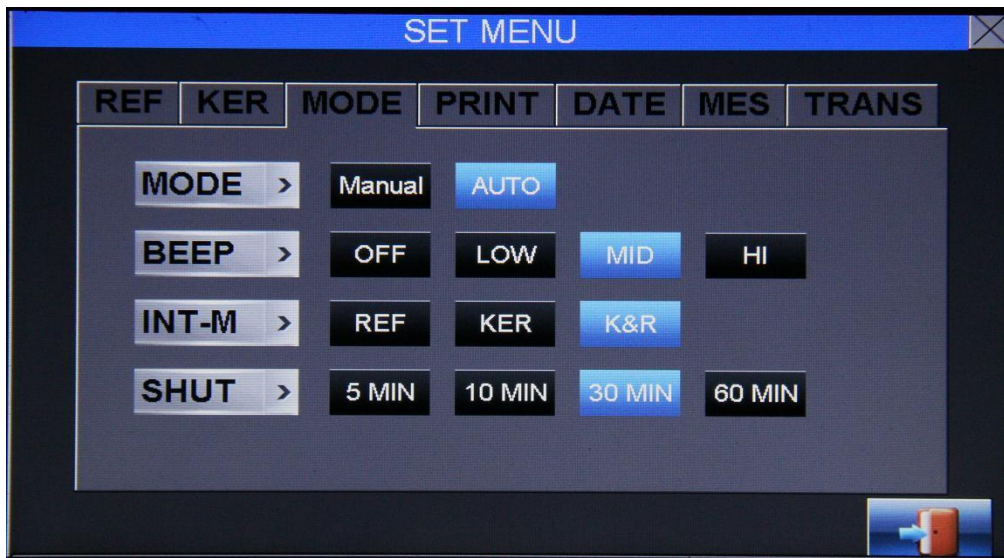 SET MENU
REF KER MODE PRINT DATE MES TRANS
MODE > Manual AUTO
BEEP > OFF LOW MID HI
INT-M > REF KER K&R
SHUT > 5 MIN 10 MIN 30 MIN 60 MIN